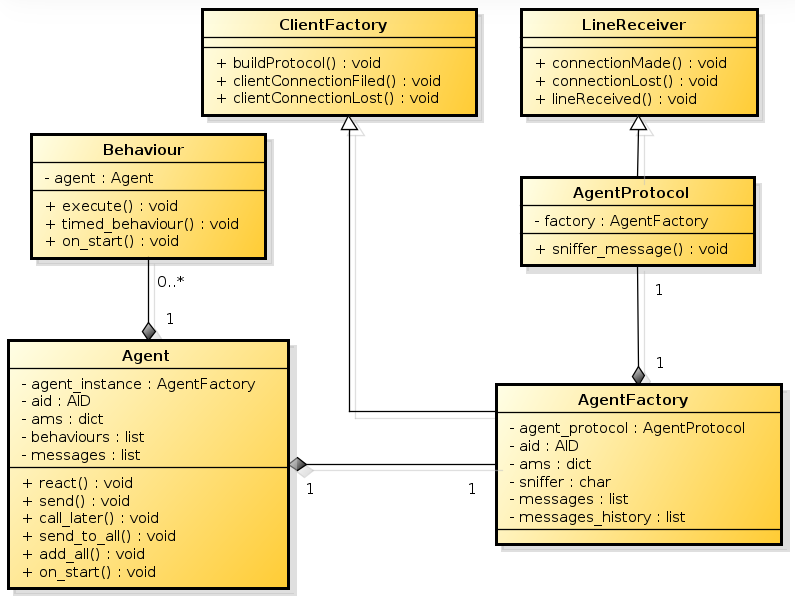 ClientFactory
+ buildProtocol() : void
+ clientConnectionFiled() : void
+ clientConnectionLost() : void
LineReceiver
+ connectionMade() : void
+ connectionLost() : void
+ lineReceived() : void
Behaviour
- agent : Agent
+ execute() : void
+ timed_behaviour() : void
+ on_start() : void
AgentProtocol
- factory : AgentFactory
+ sniffer_message() : void
0..*
1
1
1
Agent
- agent_instance : AgentFactory
- aid : AID
- ams : dict
- behaviours : list
- messages : list
+ react() : void
+ send() : void
+ call_later() : void
+ send_to_all() : void
+ add_all() : void
+ on_start() : void
1
1
AgentFactory
- agent_protocol : AgentProtocol
- aid : AID
- ams : dict
- sniffer : char
- messages : list
- messages_history : list